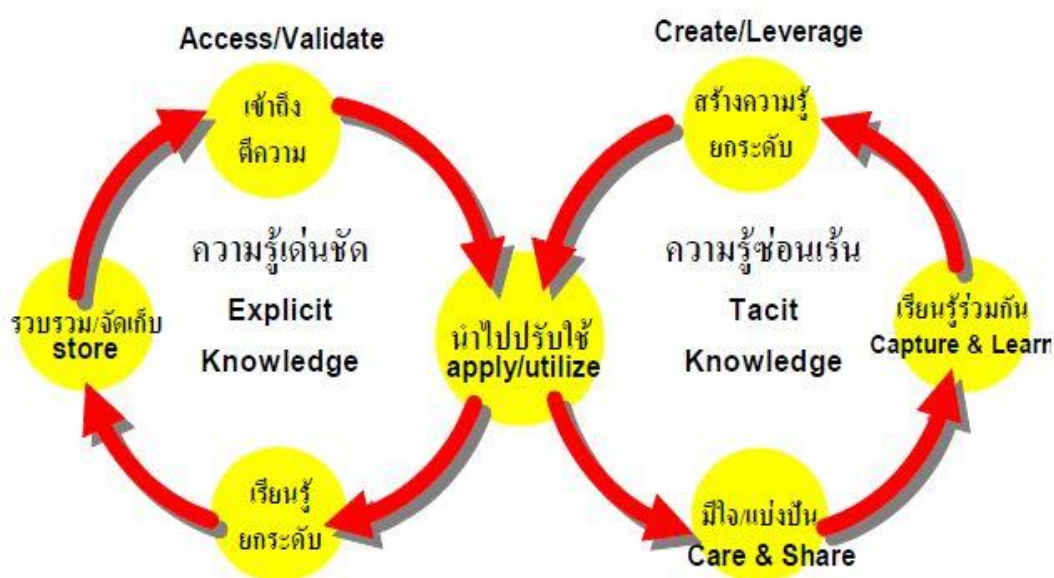 Access/Validate
เข้าถึง
ตีความ
ความรู้เด่นชัด
Explicit
Knowledge
รวบรวม/จัดเก็บ
store
เรียนรู้
ยกระดับ
นำไปปรับใช้
apply/utilize
Create/Leverage
สร้างความรู้
ยกระดับ
ความรู้ซ่อนเร้น
Tacit
Knowledge
เรียนรู้ร่วมกัน
Capture & Learn
มีใจ/แบ่งปัน
Care & Share